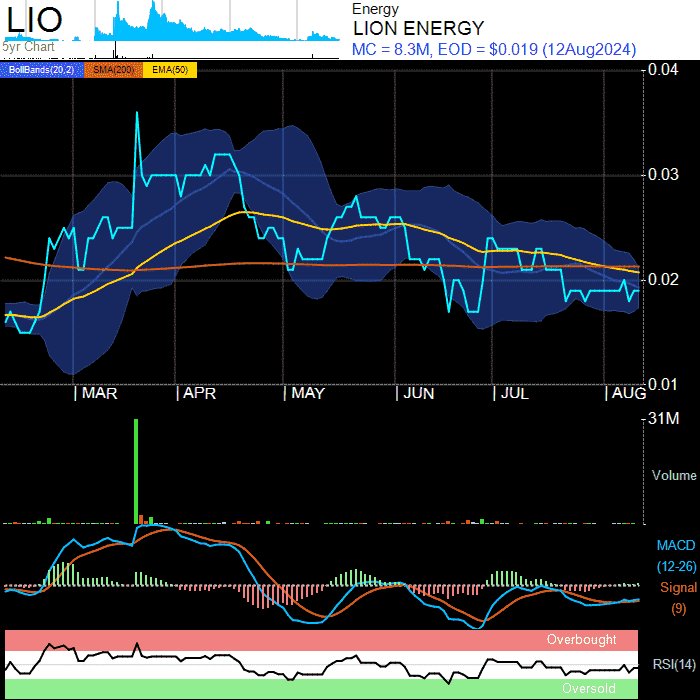 LIO
5yr Chart
Energy
LION ENERGY
MC = 8.3M, EOD = $0.019 (12Aug2024)
BollBands(20,2) SMA(200) EMA(50)
0.04
0.03
0.02
0.01
MAR APR MAY JUN JUL AUG
31M
Volume
MACD
(12-26)
Signal
(9)
Overbought
RSI(14)
Oversold